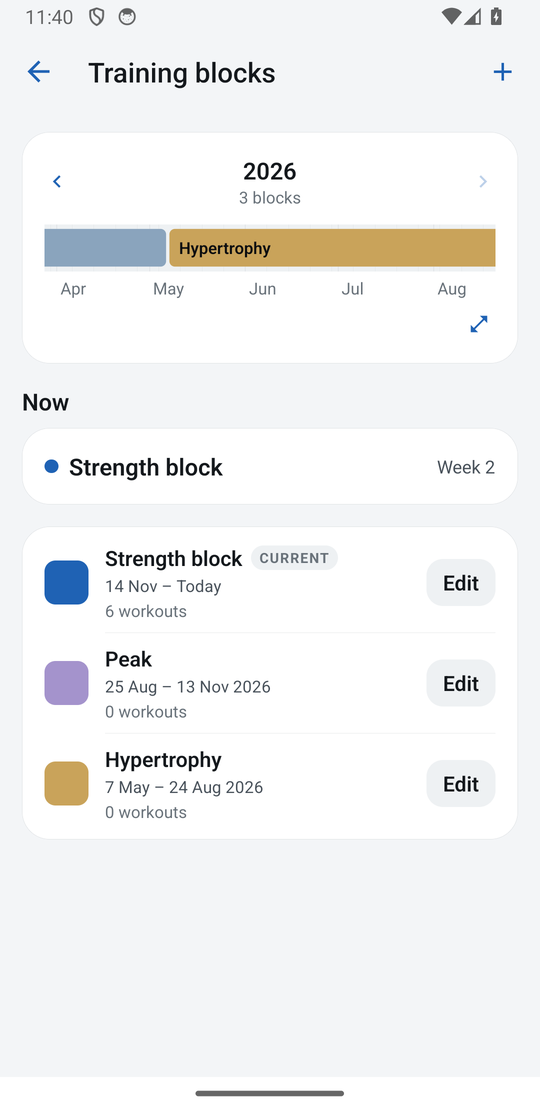 11:40
Training blocks
2026
3 blocks
Hypertrophy
Apr May Jun Jul Aug
Now
Strength block Week 2
Strength block CURRENT
14 Nov – Today
6 workouts
Edit
Peak
25 Aug – 13 Nov 2026
0 workouts
Edit
Hypertrophy
7 May – 24 Aug 2026
0 workouts
Edit